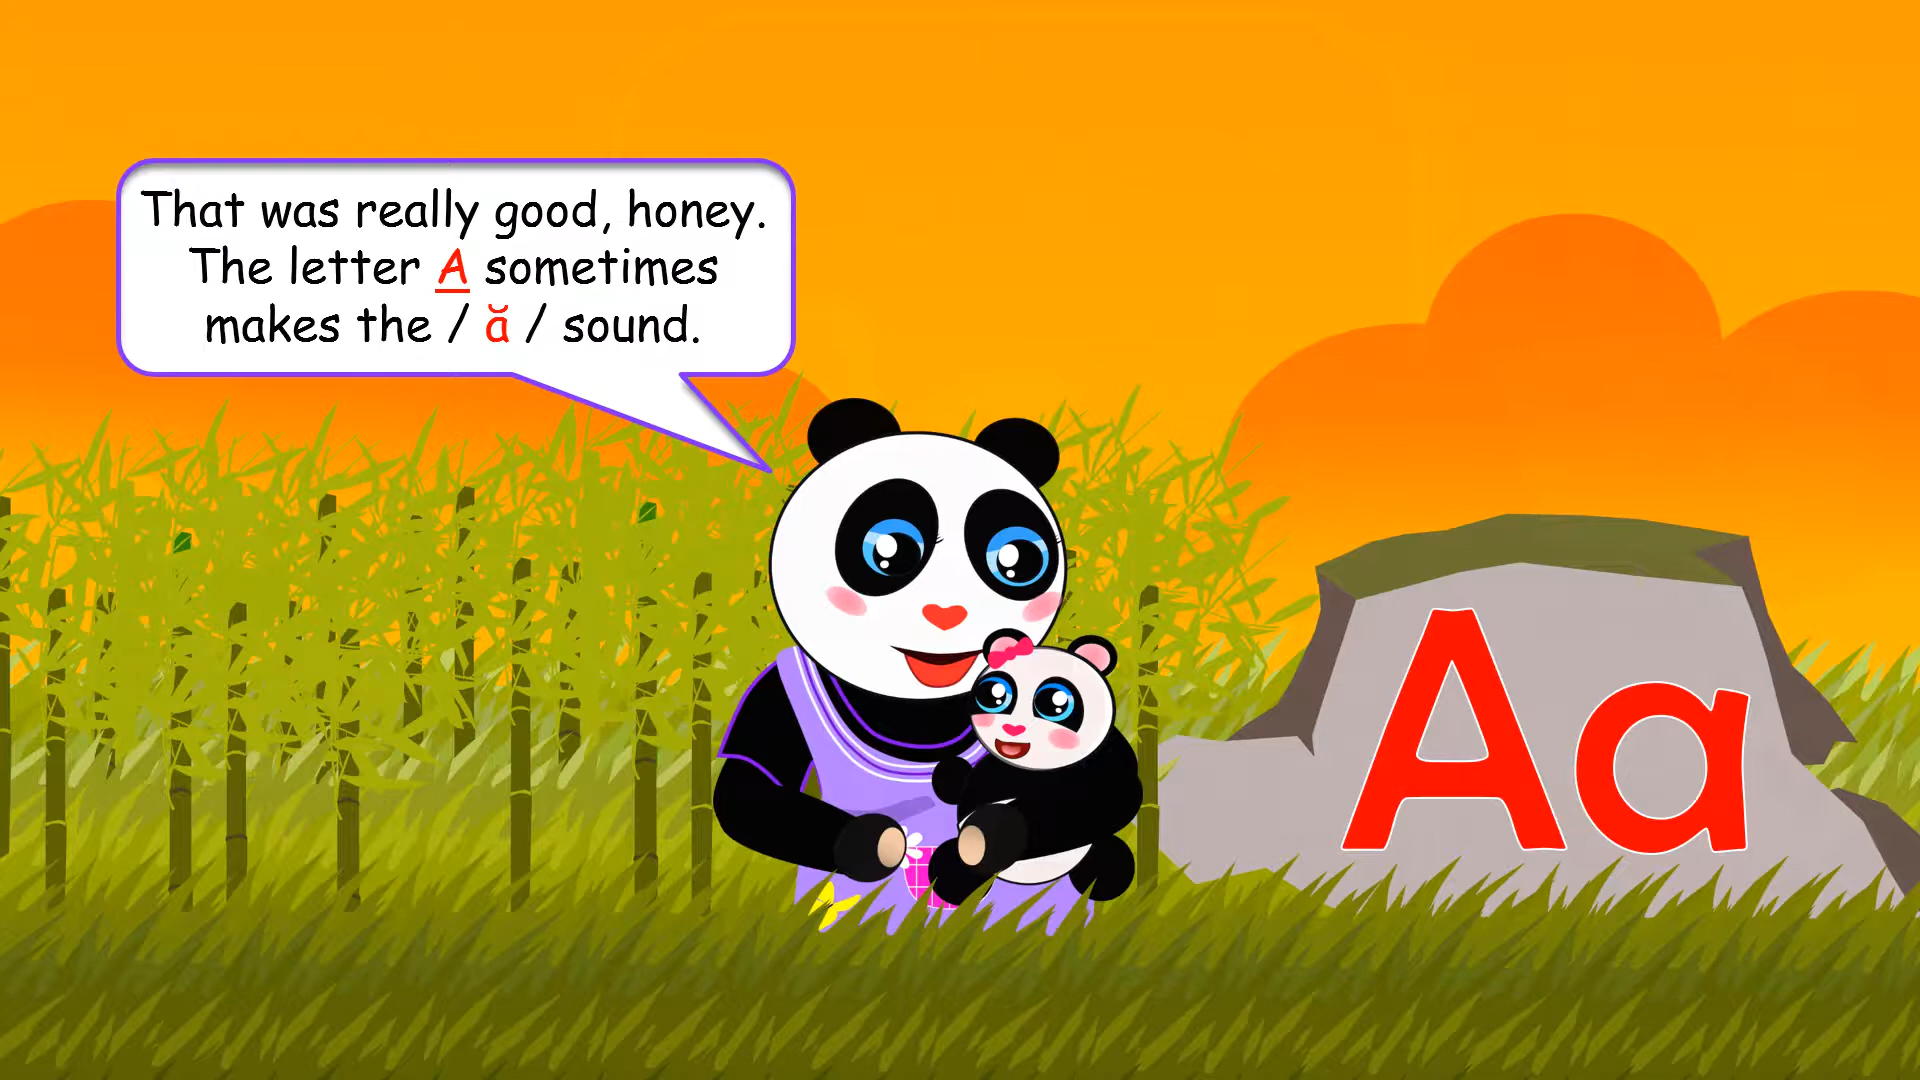 That was really good, honey.
The letter A sometimes
makes the / ă / sound.
Aa